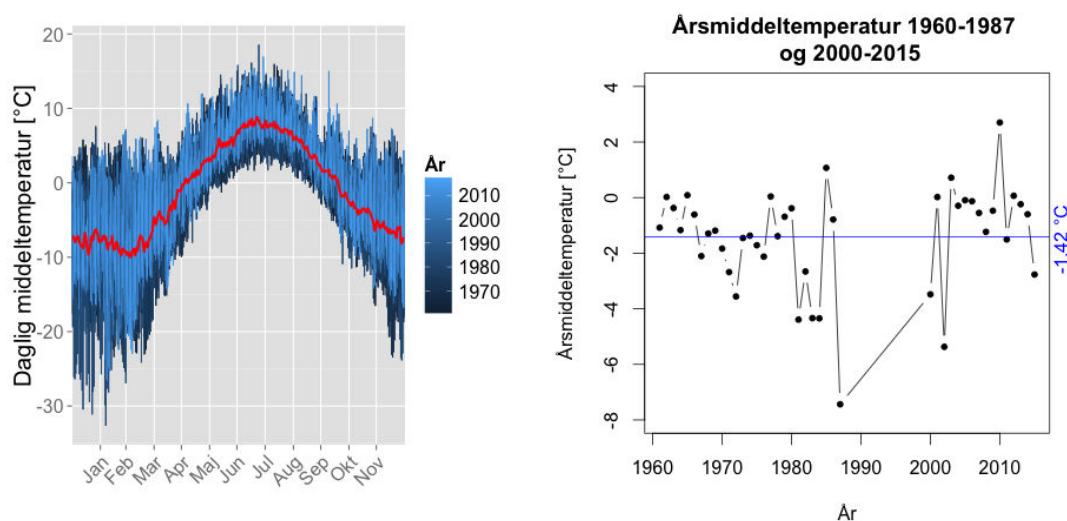 20
10
0
-10
-20
-30
Daglig middeltemperatur [°C]
Jan
Feb
Mar
Apr
Maj
Jun
Jul
Aug
Sep
Okt
Nov
År
2010
2000
1990
1980
1970
Årsmiddeltemperatur 1960-1987
og 2000-2015
4
2
0
-2
-4
-6
-8
Årsmiddeltemperatur [°C]
-1.42 °C
1960
1970
1980
1990
2000
2010
År